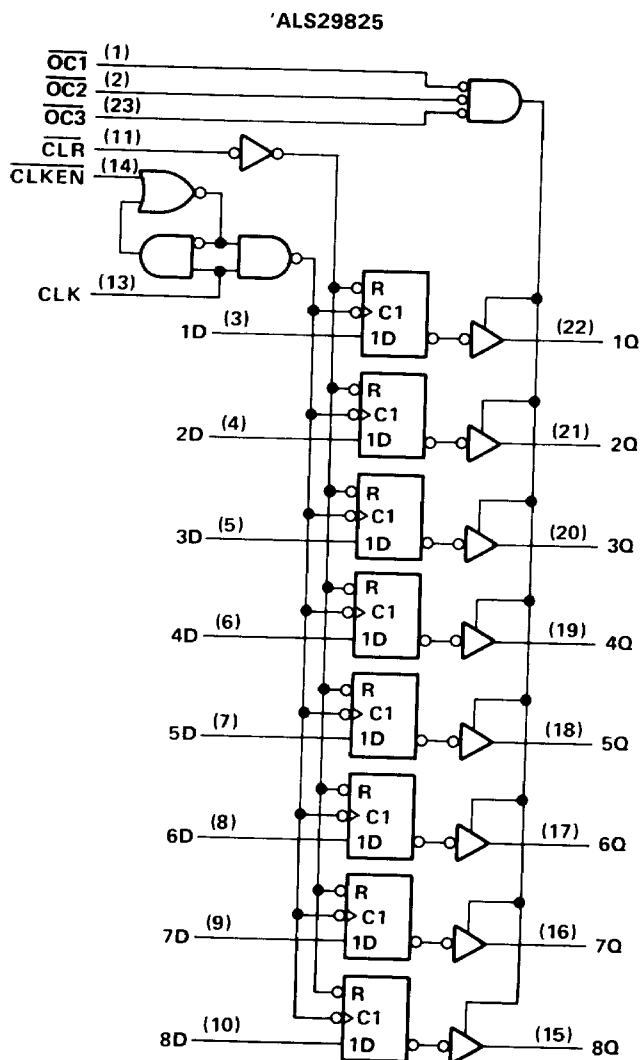 'ALS29825
OC1 (1)
OC2 (2)
OC3 (23)
CLR (11)
CLKEN (14)
CLK (13)
R
C1
1D (3) 1D (22) 1Q
R
C1
2D (4) 1D (21) 2Q
R
C1
3D (5) 1D (20) 3Q
R
C1
4D (6) 1D (19) 4Q
R
C1
5D (7) 1D (18) 5Q
R
C1
6D (8) 1D (17) 6Q
R
C1
7D (9) 1D (16) 7Q
R
C1
8D (10) 1D (15) 8Q